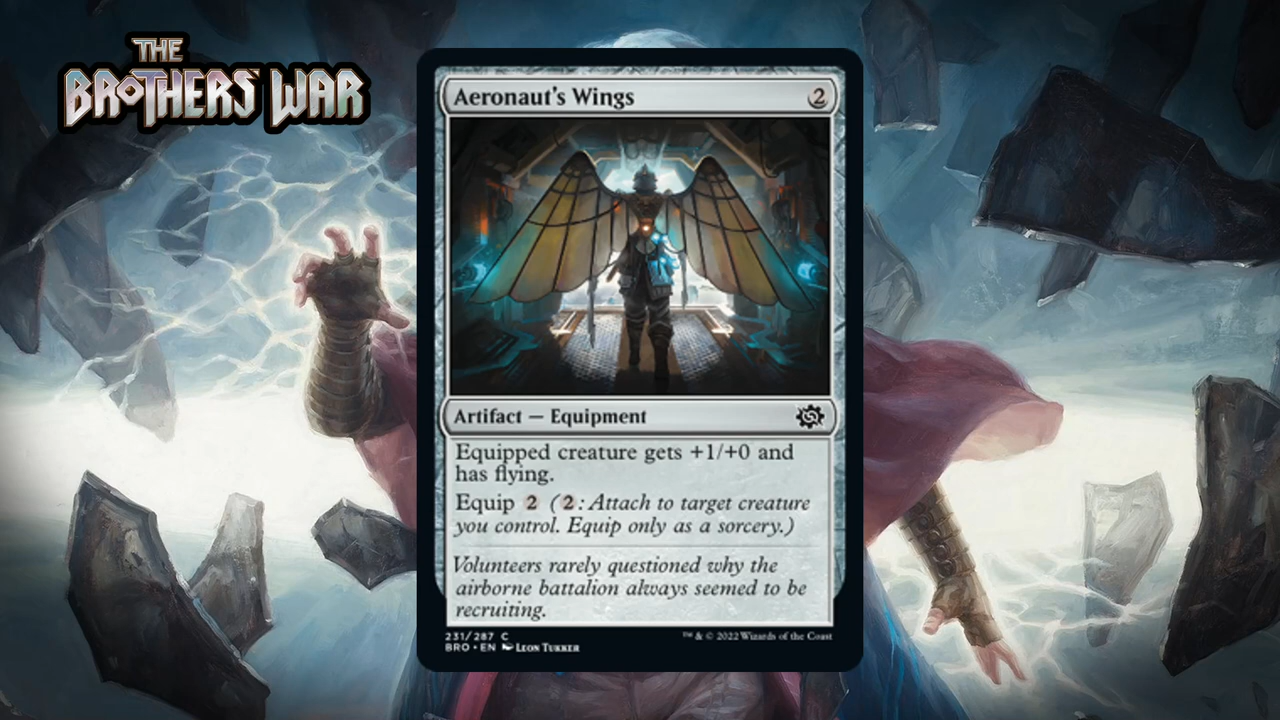 THE
BROTHERS' WAR
Aeronaut's Wings 2
Artifact — Equipment
Equipped creature gets +1/+0 and
has flying.
Equip 2 (2: Attach to target creature
you control. Equip only as a sorcery.)
Volunteers rarely questioned why the
airborne battalion always seemed to be
recruiting.
231/287 C
BRO • EN Leon Tukker
™ & © 2022 Wizards of the Coast